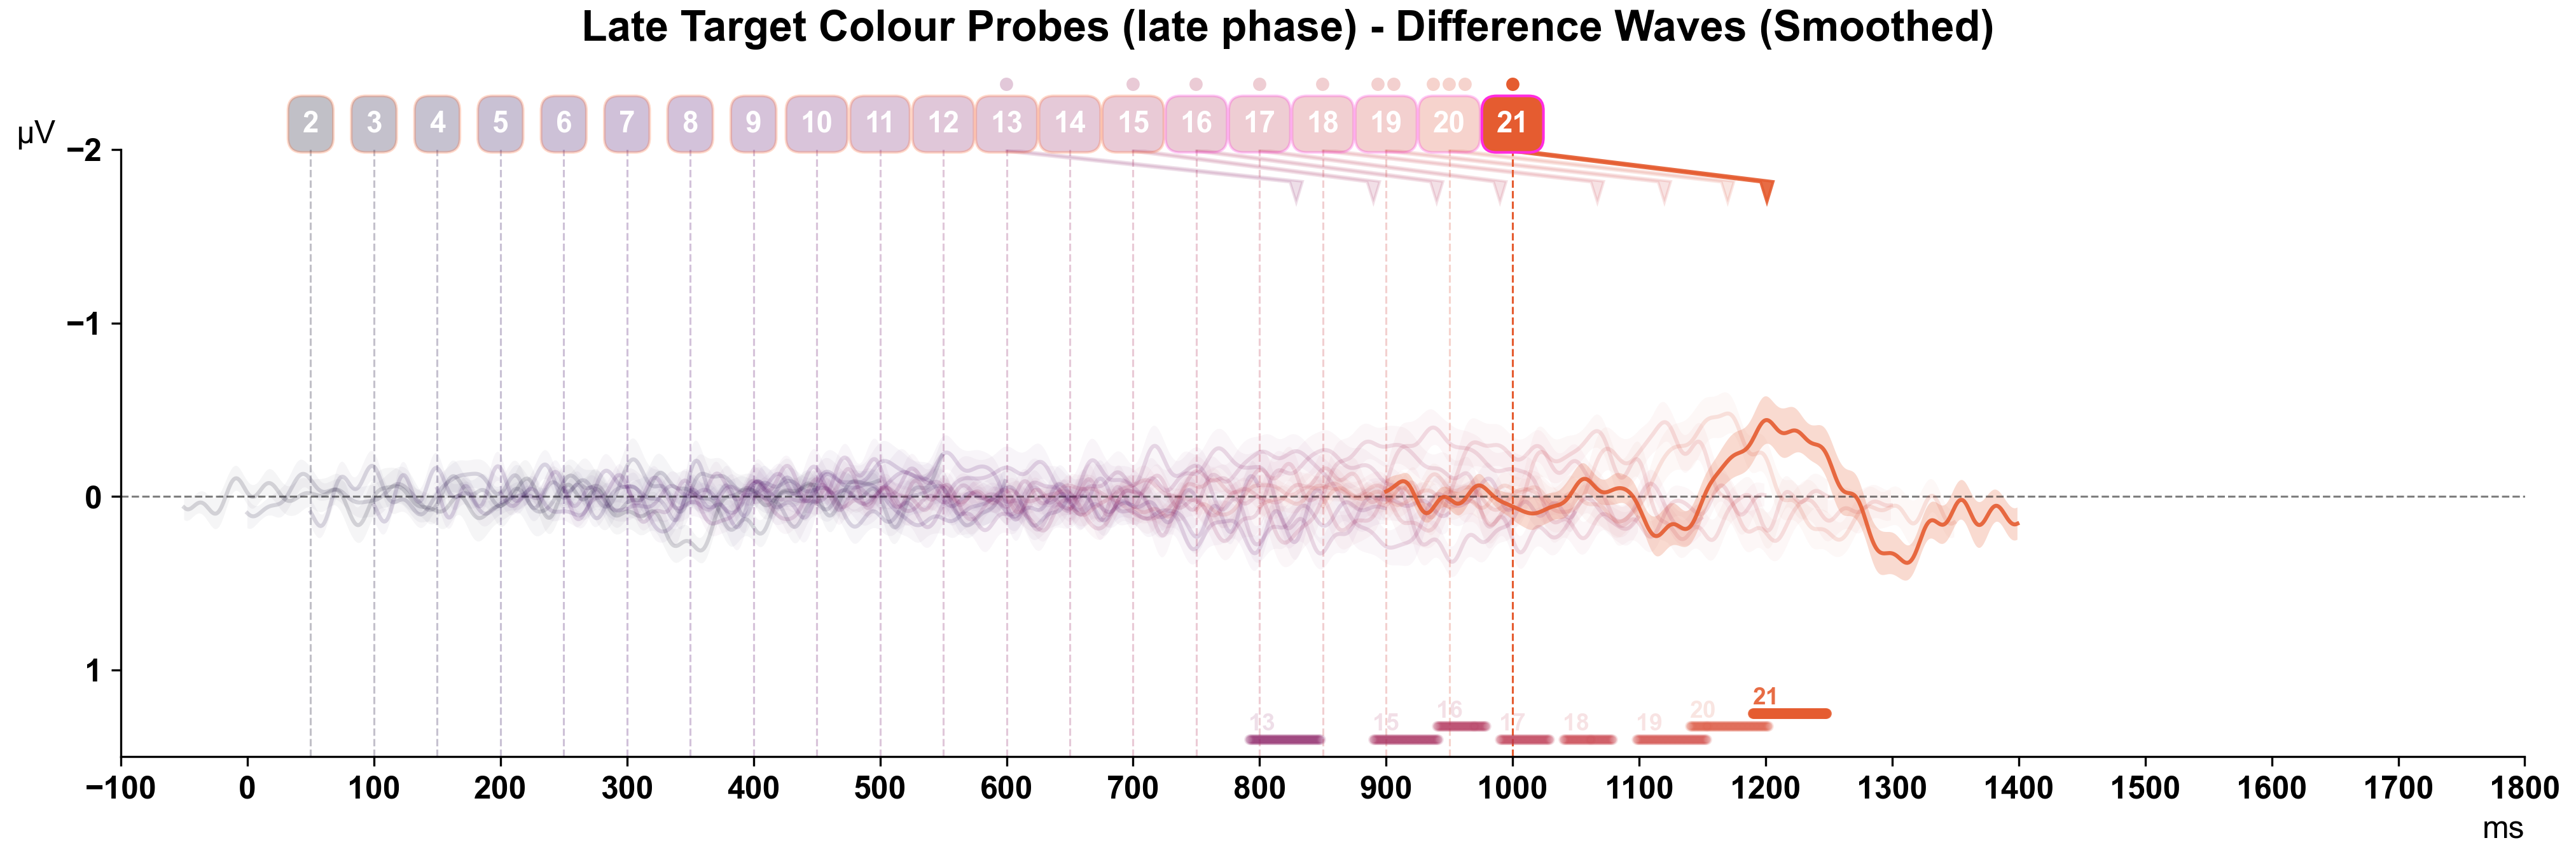 Late Target Colour Probes (late phase) - Difference Waves (Smoothed)
2 3 4 5 6 7 8 9 10 11 12 13 14 15 16 17 18 19 20 21
µV
−2
−1
0
1
13 15 16 17 18 19 20 21
−100 0 100 200 300 400 500 600 700 800 900 1000 1100 1200 1300 1400 1500 1600 1700 1800
ms